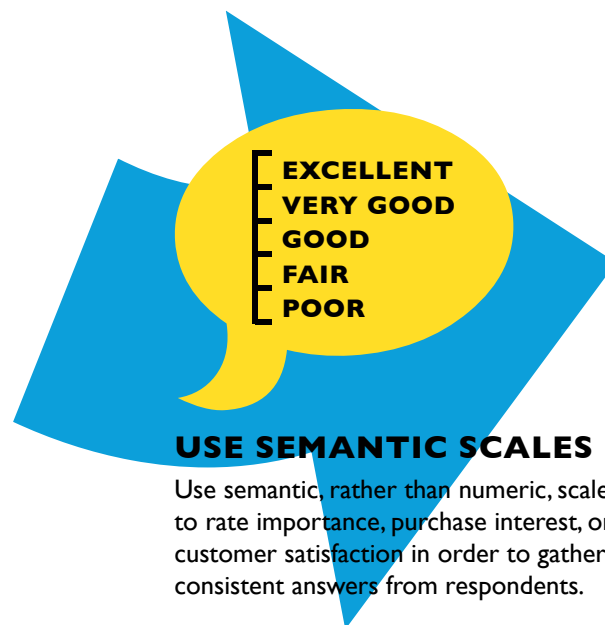 EXCELLENT
VERY GOOD
GOOD
FAIR
POOR
USE SEMANTIC SCALES
Use semantic, rather than numeric, scale
to rate importance, purchase interest, or
customer satisfaction in order to gather
consistent answers from respondents.